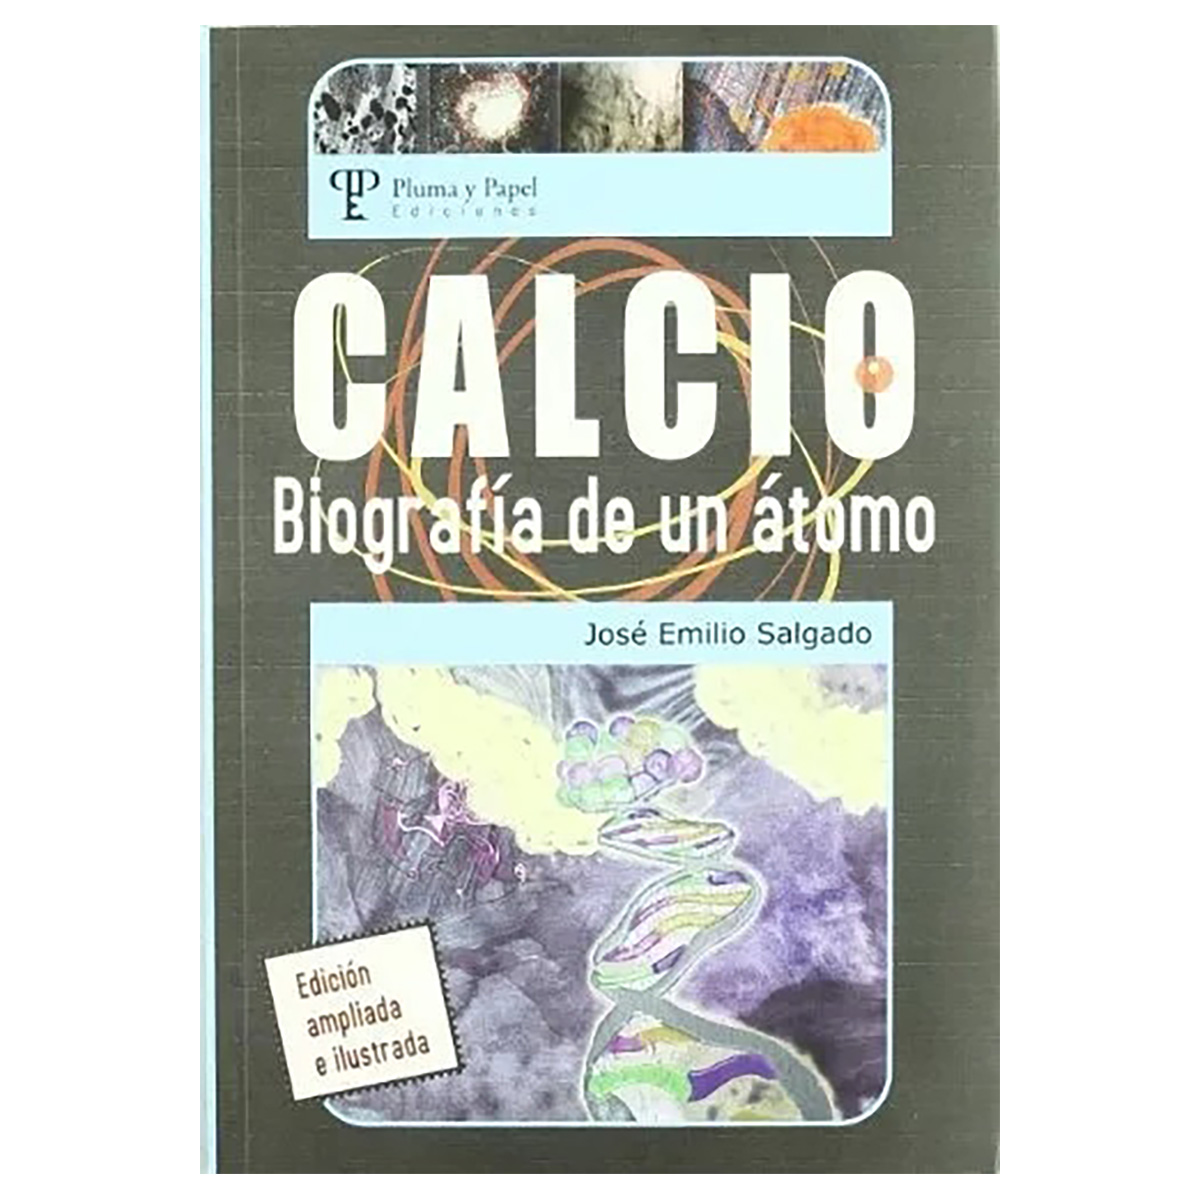 Pluma y Papel
Ediciones
CALCIO
Biografía de un átomo
José Emilio Salgado
Edición
ampliada
e ilustrada